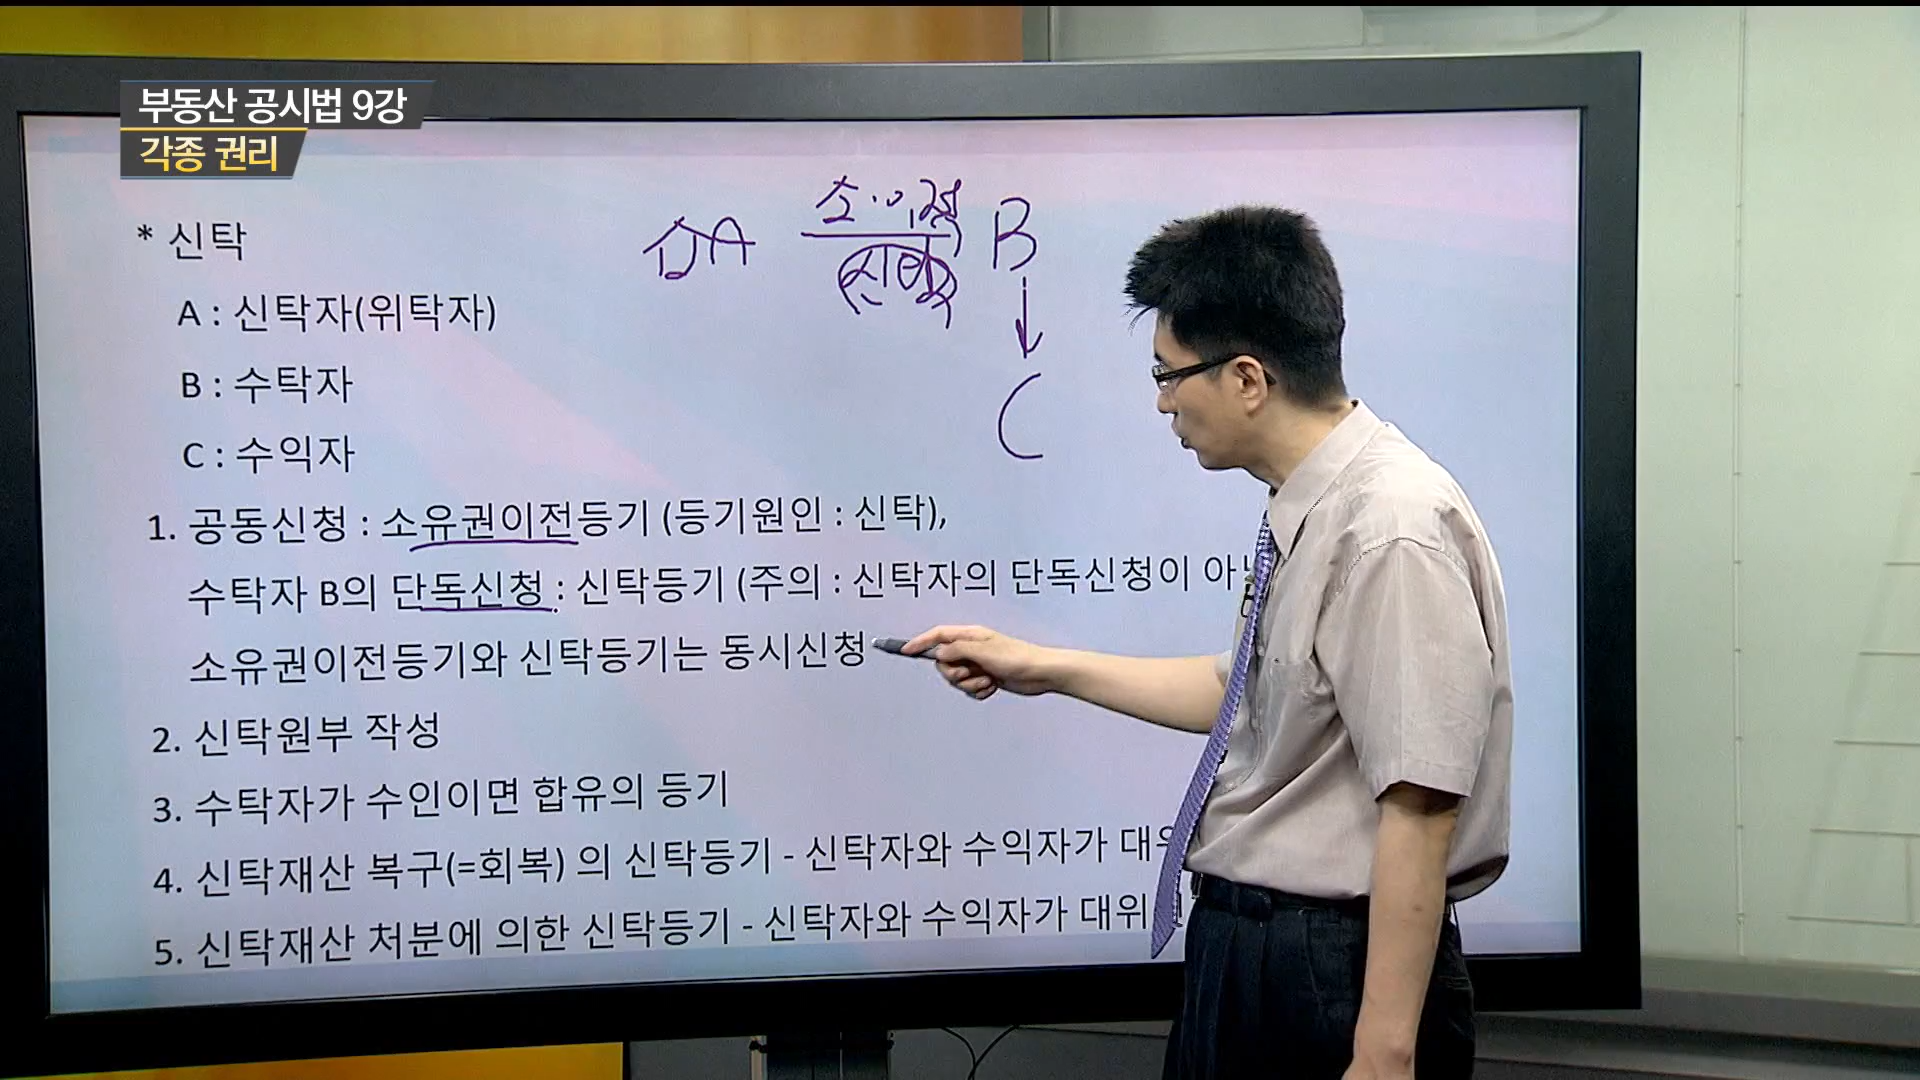 부동산 공시법 9강
각종 권리
* 신탁
A : 신탁자(위탁자)
B : 수탁자
C : 수익자
1. 공동신청 : 소유권이전등기 (등기원인 : 신탁),
수탁자 B의 단독신청 : 신탁등기 (주의 : 신탁자의 단독신청이
소유권이전등기와 신탁등기는 동시신청
2. 신탁원부 작성
3. 수탁자가 수인이면 합유의 등기
4. 신탁재산 복구(=회복) 의 신탁등기 - 신탁자와 수익자가
5. 신탁재산 처분에 의한 신탁등기 - 신탁자와 수익자가 대위
A
B
C